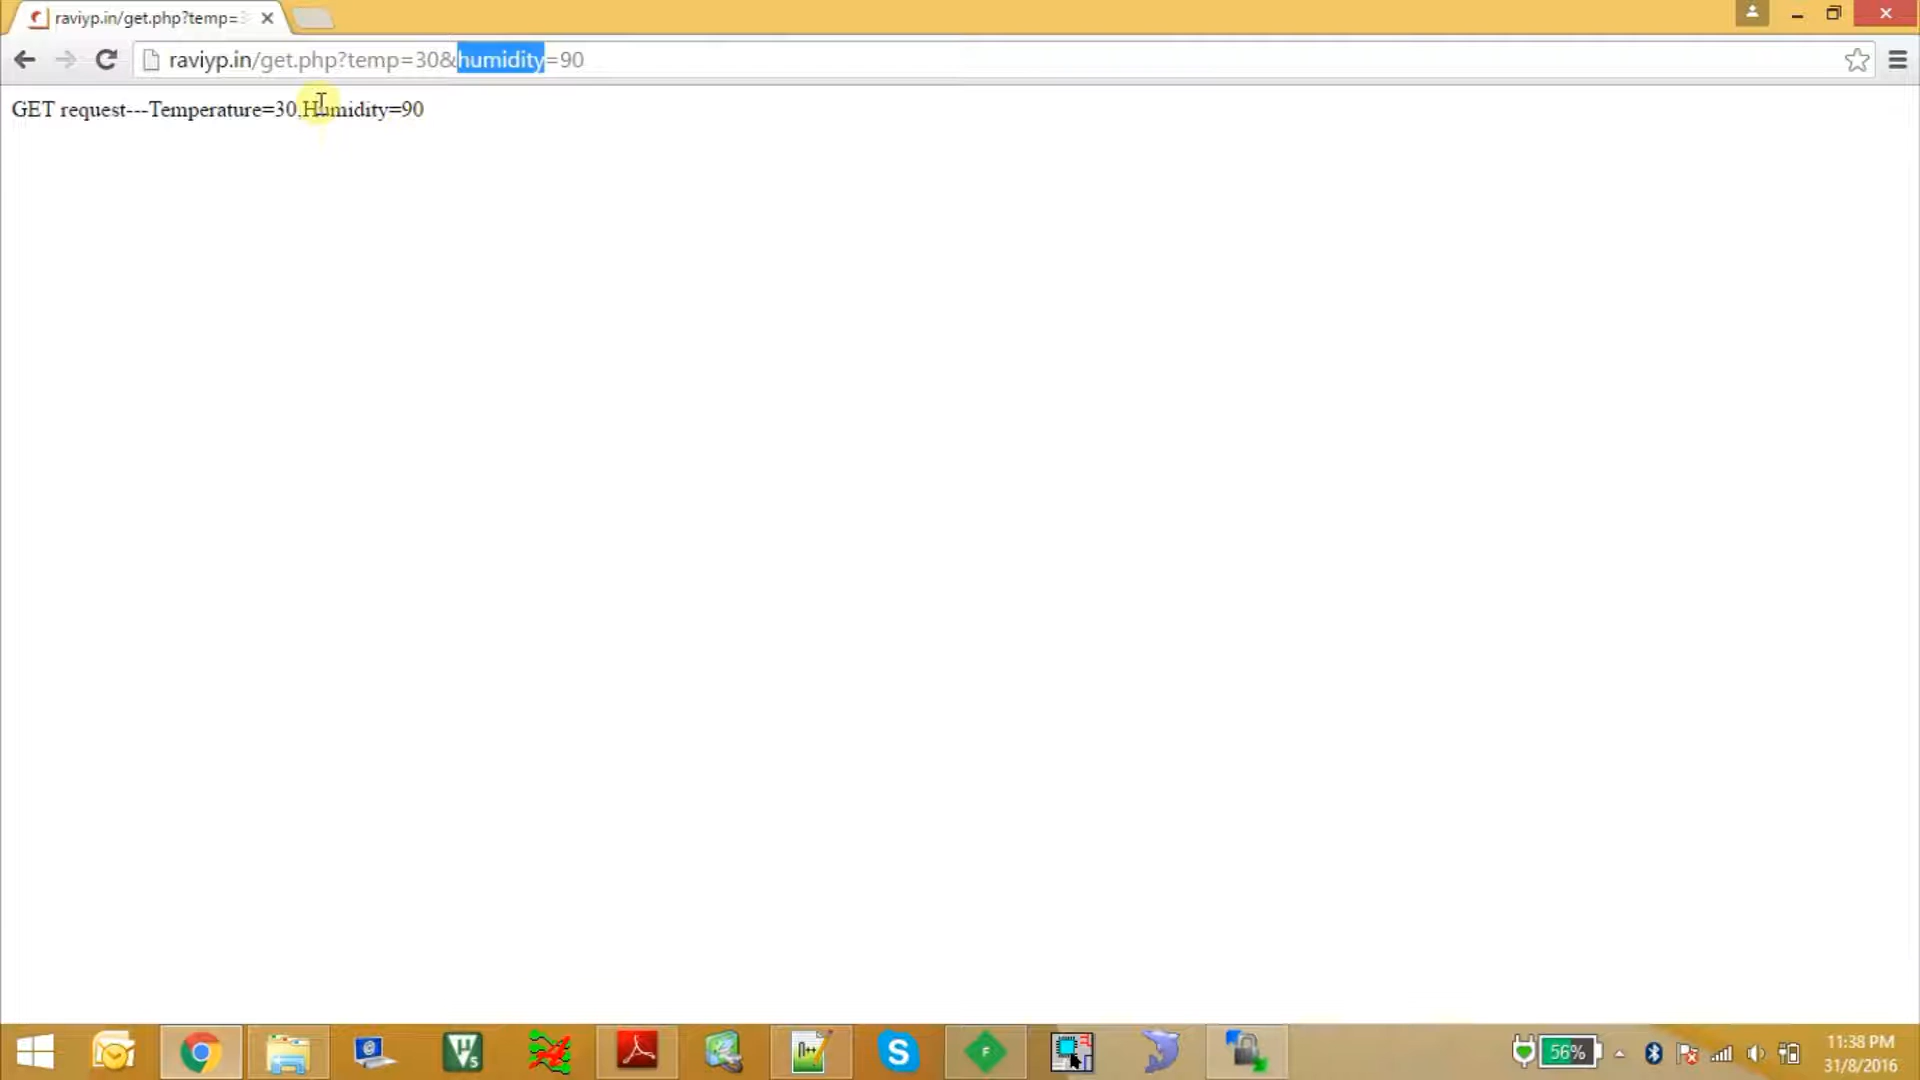 raviyp.in/get.php?temp=3
raviyp.in/get.php?temp=30&humidity=90
GET request---Temperature=30,Humidity=90
56%
11:38 PM
31/8/2016